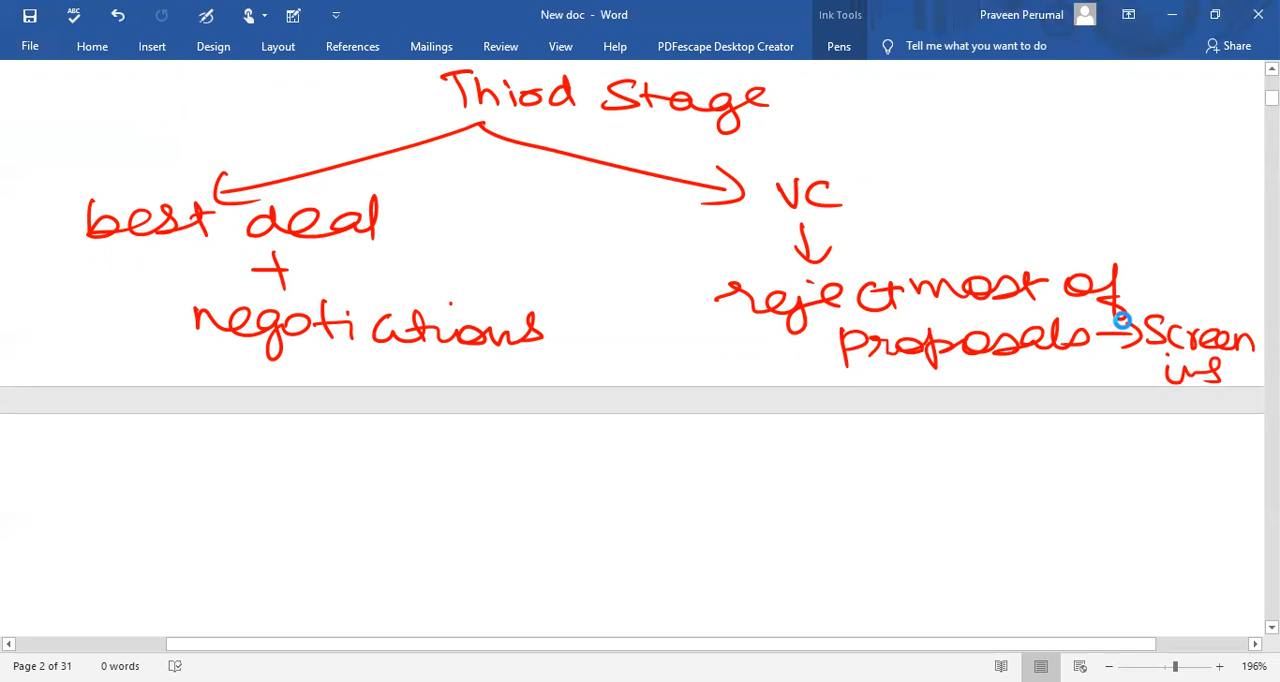 ABC
New doc - Word
Ink Tools
Praveen Perumal
File Home Insert Design Layout References Mailings Review View Help PDFescape Desktop Creator Pens Tell me what you want to do Share
Third Stage
best deal
+
negotiations
VC
reject most of
proposals → Screen
ing
Page 2 of 31 0 words 196%